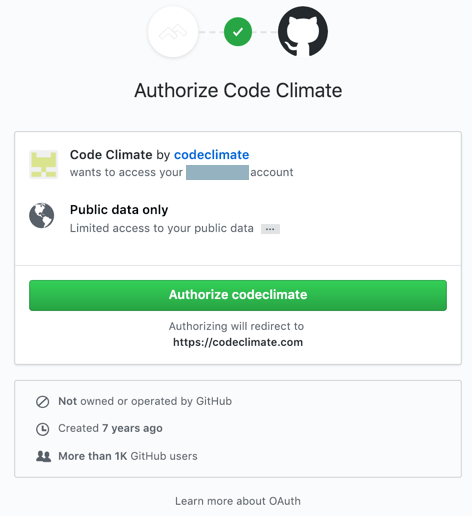 Authorize Code Climate
Code Climate by codeclimate
wants to access your account
Public data only
Limited access to your public data ...
Authorize codeclimate
Authorizing will redirect to
https://codeclimate.com
Not owned or operated by GitHub
Created 7 years ago
More than 1K GitHub users
Learn more about OAuth